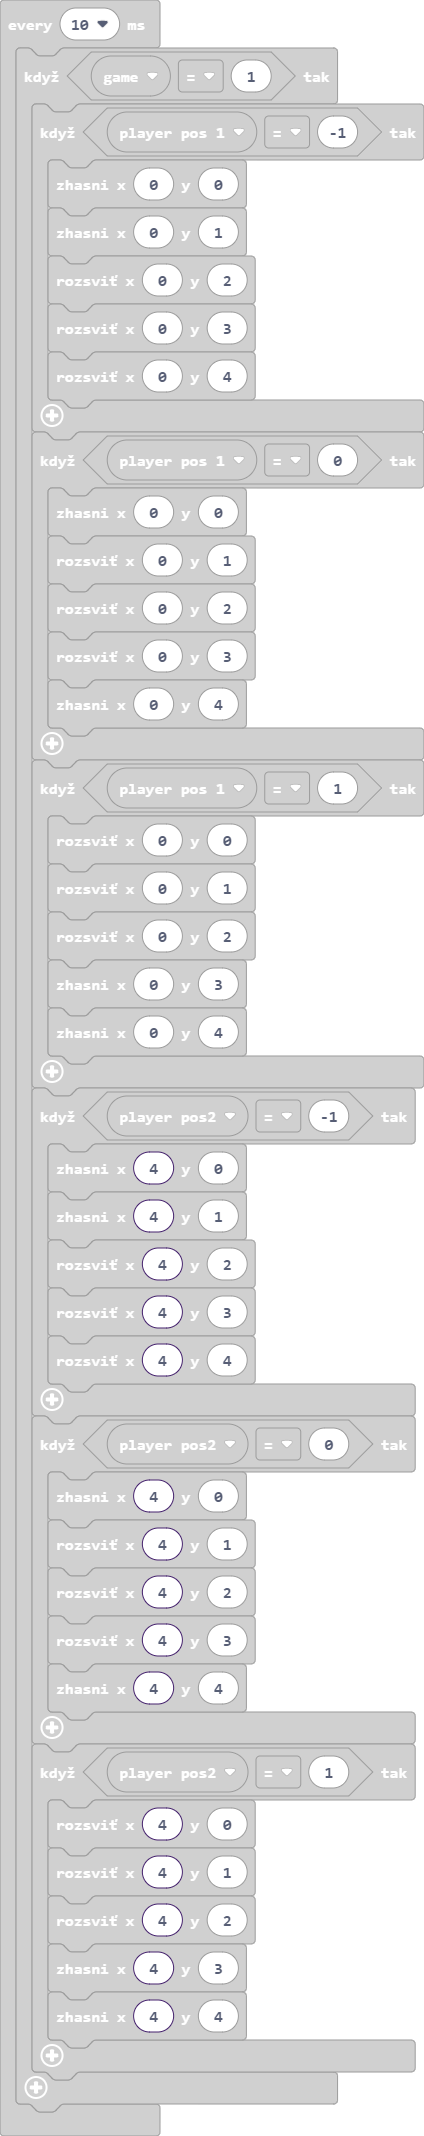 every 10 ms
když game = 1 tak
když player pos 1 = -1 tak
zhasni x 0 y 0
zhasni x 0 y 1
rozsviť x 0 y 2
rozsviť x 0 y 3
rozsviť x 0 y 4
když player pos 1 = 0 tak
zhasni x 0 y 0
rozsviť x 0 y 1
rozsviť x 0 y 2
rozsviť x 0 y 3
zhasni x 0 y 4
když player pos 1 = 1 tak
rozsviť x 0 y 0
rozsviť x 0 y 1
rozsviť x 0 y 2
zhasni x 0 y 3
zhasni x 0 y 4
když player pos2 = -1 tak
zhasni x 4 y 0
zhasni x 4 y 1
rozsviť x 4 y 2
rozsviť x 4 y 3
rozsviť x 4 y 4
když player pos2 = 0 tak
zhasni x 4 y 0
rozsviť x 4 y 1
rozsviť x 4 y 2
rozsviť x 4 y 3
zhasni x 4 y 4
když player pos2 = 1 tak
rozsviť x 4 y 0
rozsviť x 4 y 1
rozsviť x 4 y 2
zhasni x 4 y 3
zhasni x 4 y 4